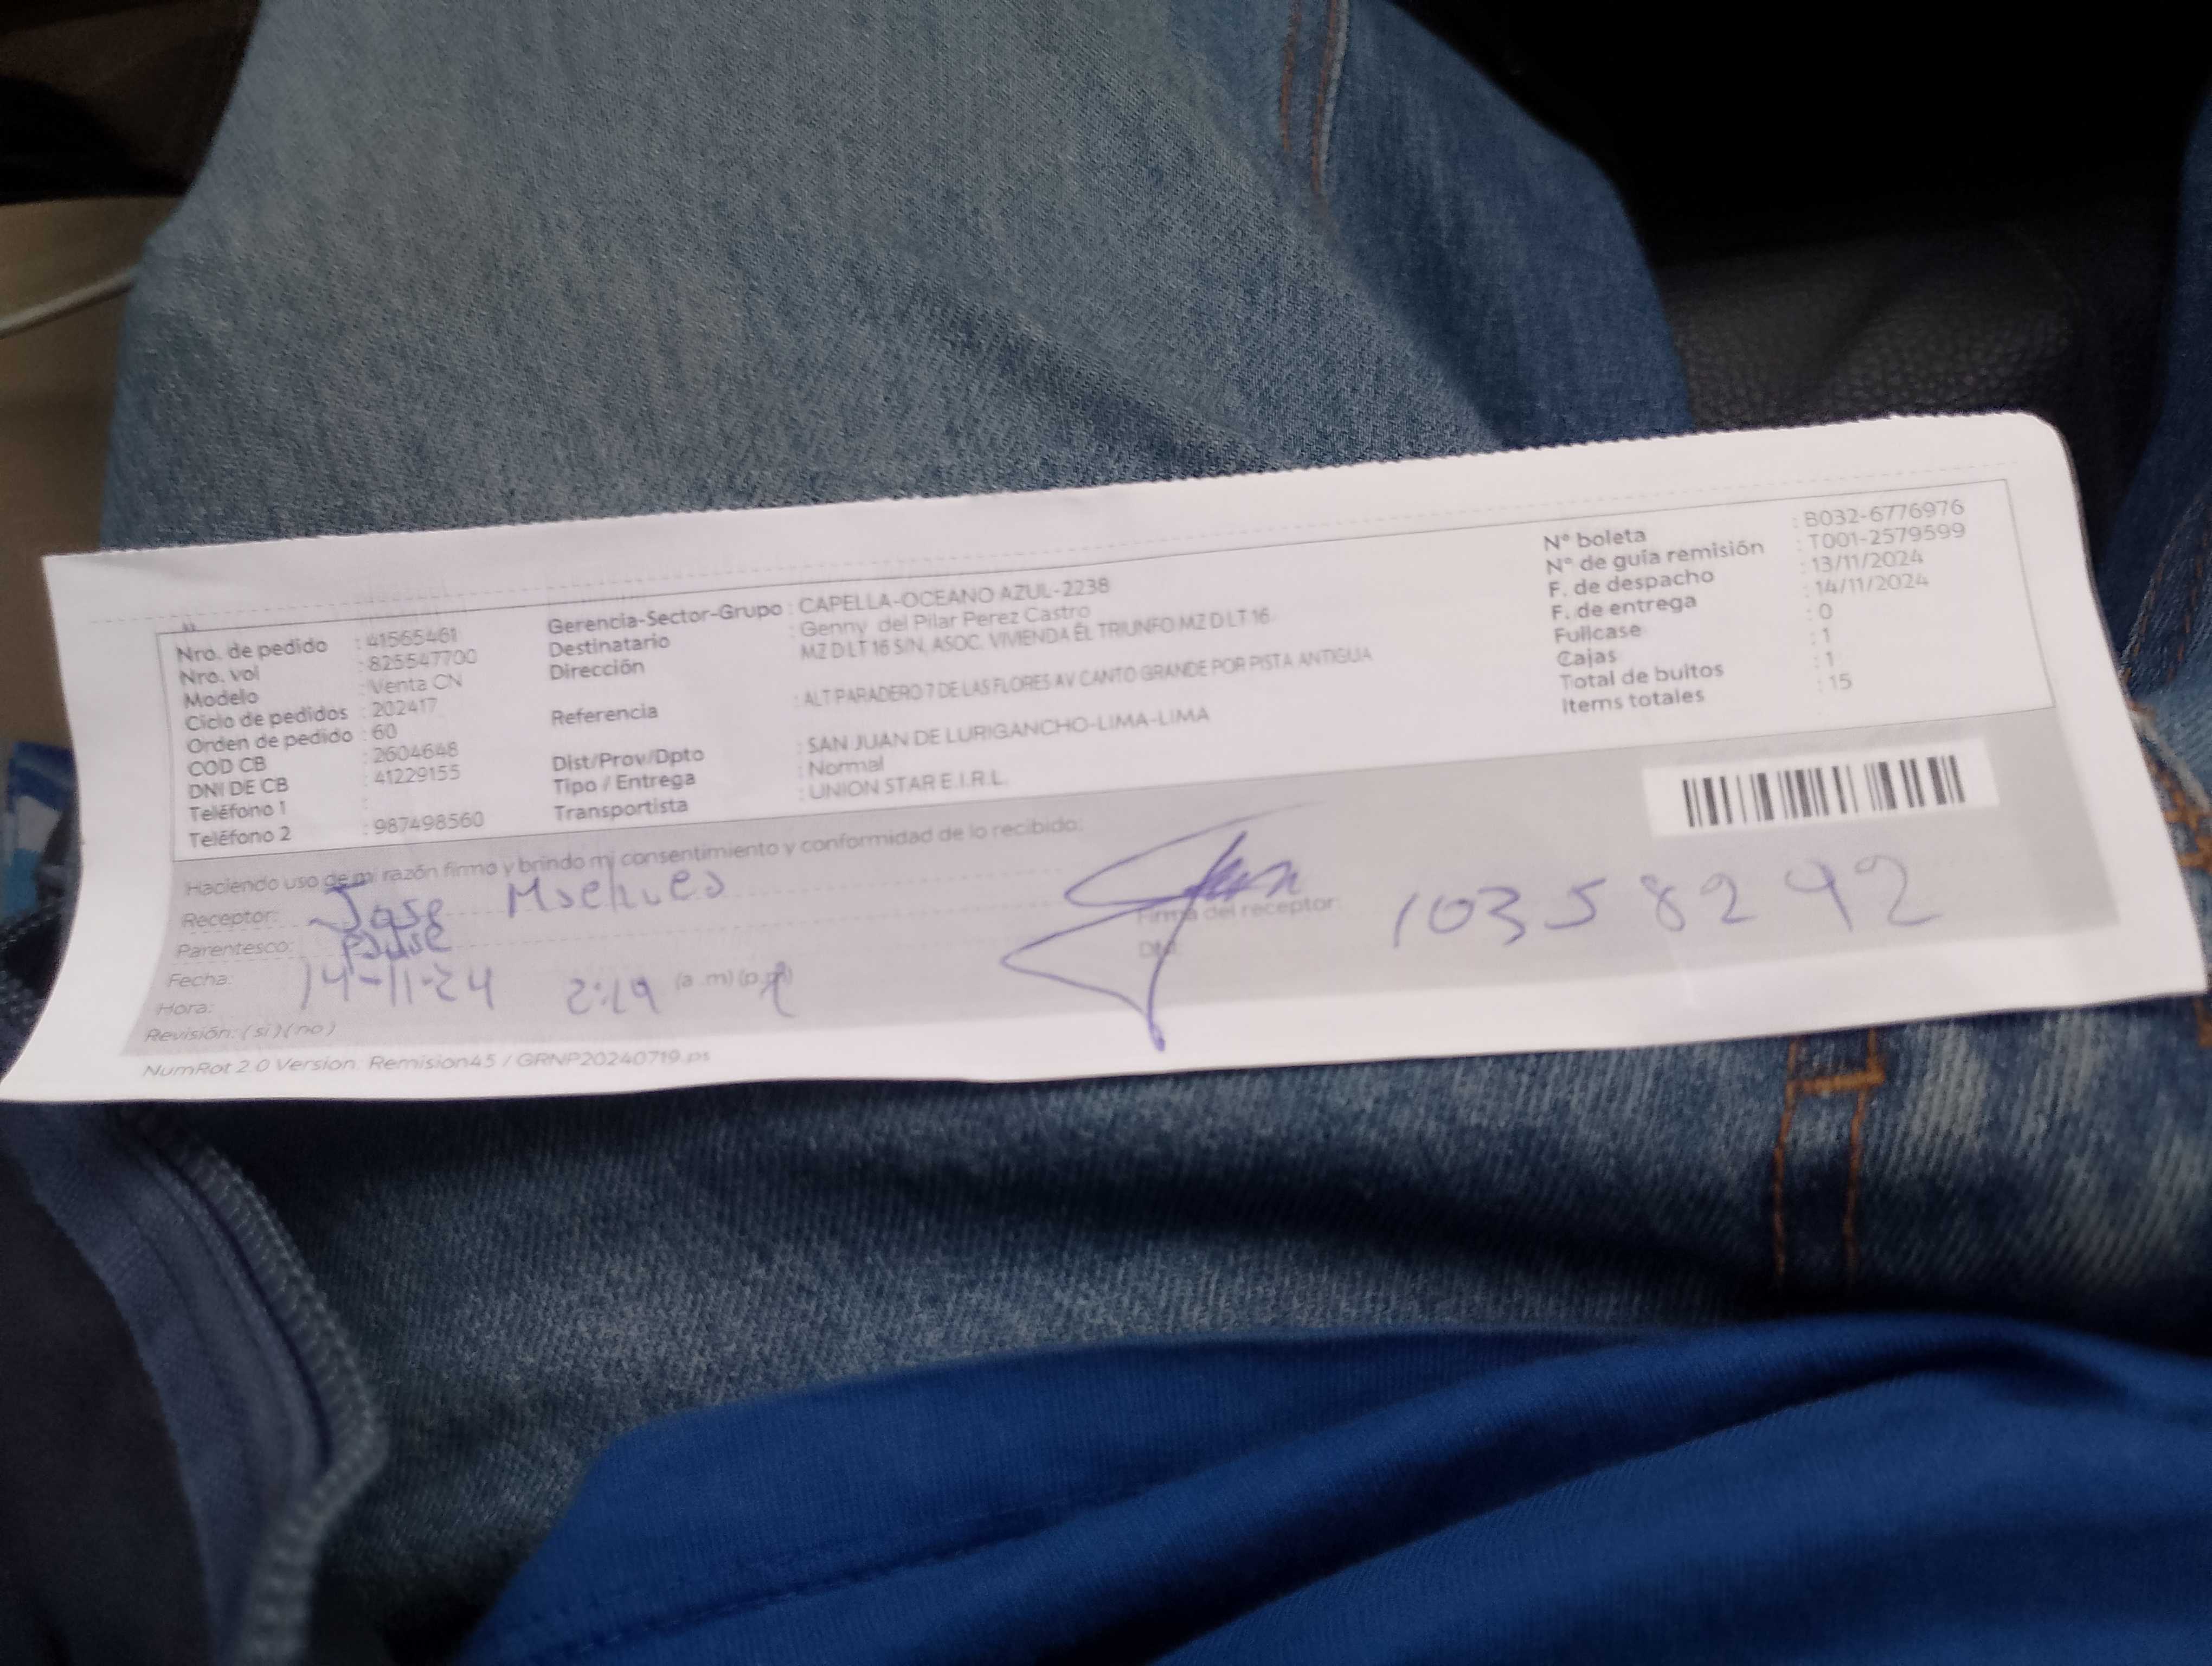 Nro. de pedido : 41565461
Nro. vol : 825547700
Modelo : Venta CN
Ciclo de pedidos : 202417
Orden de pedido : 60
COD CB : 2604648
DNI DE CB : 41229155
Teléfono 1 :
Teléfono 2 : 987498560
Gerencia-Sector-Grupo : CAPELLA-OCEANO AZUL-2238
Destinatario : Genny del Pilar Perez Castro
Dirección MZ D LT 16 S/N, ASOC. VIVIENDA EL TRIUNFO MZ D LT 16
Referencia : ALT PARADERO 7 DE LAS FLORES AV CANTO GRANDE POR PISTA ANTIGUA
Dist/Prov/Dpto : SAN JUAN DE LURIGANCHO-LIMA-LIMA
Tipo / Entrega : Normal
Transportista : UNION STAR E.I.R.L.
N° boleta : B032-6776976
N° de guía remisión : T001-2579599
F. de despacho : 13/11/2024
F. de entrega : 14/11/2024
Fullcase : 0
Cajas : 1
Total de bultos : 1
Items totales : 15
Haciendo uso de mi razón firmo y brindo mi consentimiento y conformidad de lo recibido:
Receptor: Jose
Parentesco:
Fecha: 14-11-24
Hora: 2:19 (a.m) (p.m)
Revisión: (si) (no)
Firma del receptor:
DNI: 10358292
NumRot 2.0 Version: Remision45 / GRNP20240719.ps